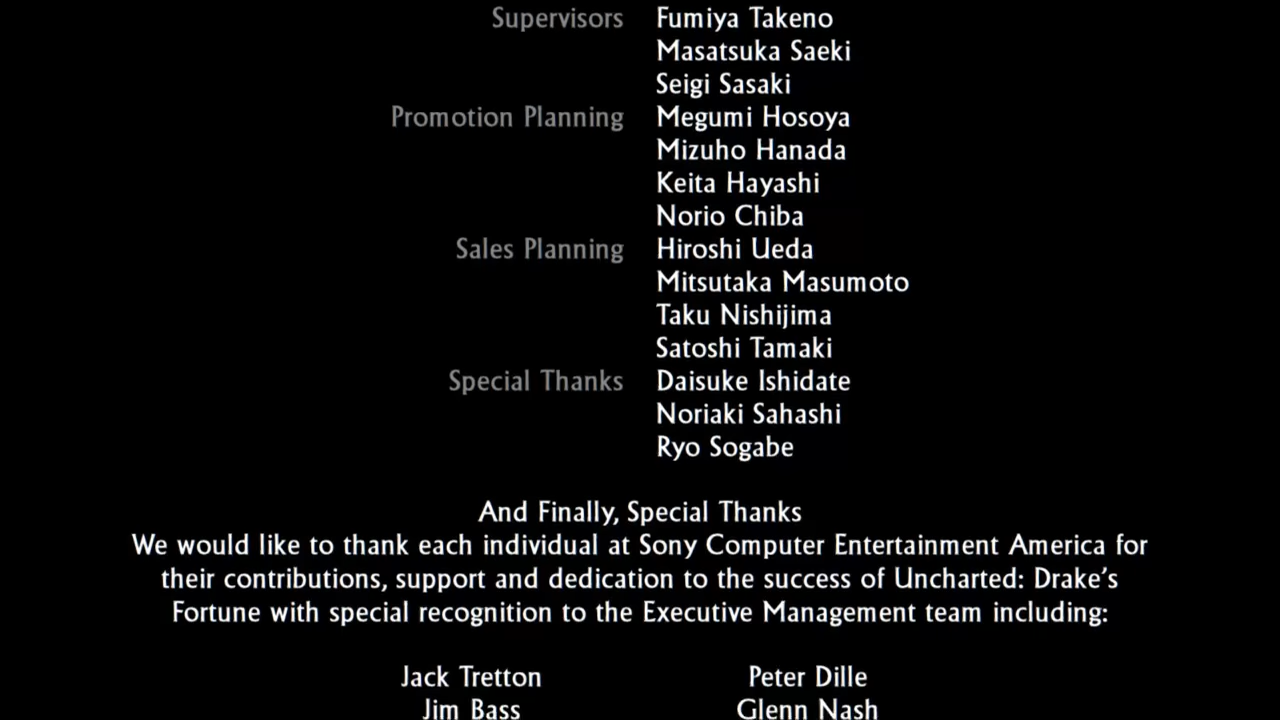 Supervisors Fumiya Takeno
Masatsuka Saeki
Seigi Sasaki
Promotion Planning Megumi Hosoya
Mizuho Hanada
Keita Hayashi
Norio Chiba
Sales Planning Hiroshi Ueda
Mitsutaka Masumoto
Taku Nishijima
Satoshi Tamaki
Special Thanks Daisuke Ishidate
Noriaki Sahashi
Ryo Sogabe
And Finally, Special Thanks
We would like to thank each individual at Sony Computer Entertainment America for
their contributions, support and dedication to the success of Uncharted: Drake’s
Fortune with special recognition to the Executive Management team including:
Jack Tretton Peter Dille
Jim Bass Glenn Nash